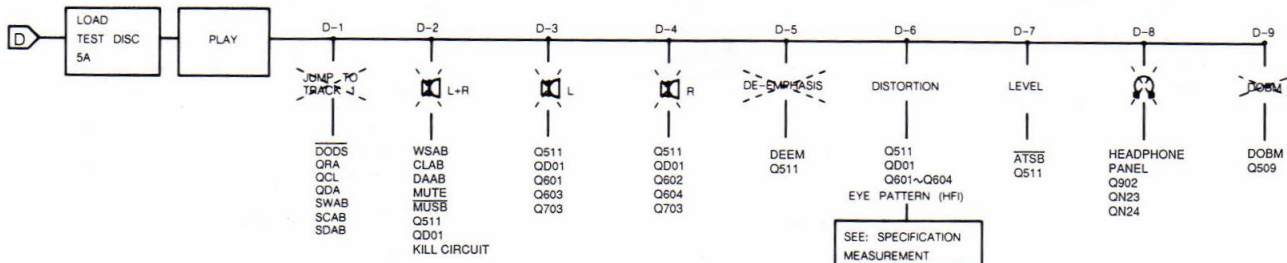 D
LOAD
TEST DISC
5A
PLAY
D-1
JUMP TO
TRACK 1
D̅O̅D̅S̅
QRA
QCL
QDA
SWAB
SCAB
SDAB
D-2
L+R
WSAB
CLAB
DAAB
MUTE
M̅U̅S̅B̅
Q511
QD01
KILL CIRCUIT
D-3
L
Q511
QD01
Q601
Q603
Q703
D-4
R
Q511
QD01
Q602
Q604
Q703
D-5
DE-EMPHASIS
DEEM
Q511
D-6
DISTORTION
Q511
QD01
Q601~Q604
EYE PATTERN (HFI)
SEE: SPECIFICATION
MEASUREMENT
D-7
LEVEL
A̅T̅S̅B̅
Q511
D-8
HEADPHONE
PANEL
Q902
QN23
QN24
D-9
DOBM
DOBM
Q509